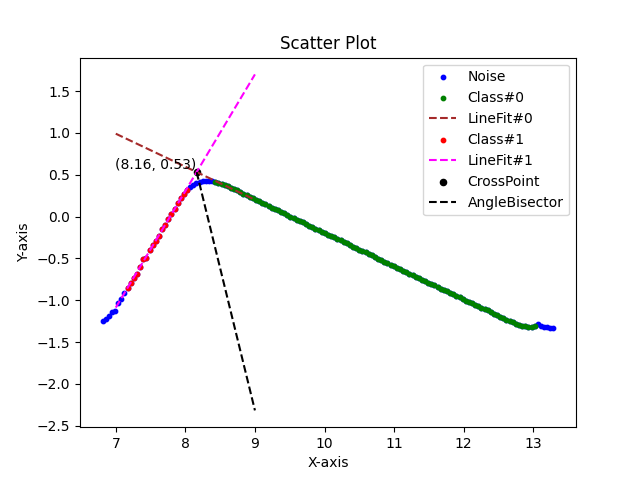 Scatter Plot
Noise
Class#0
LineFit#0
Class#1
LineFit#1
CrossPoint
AngleBisector
(8.16, 0.53)
Y-axis
1.5
1.0
0.5
0.0
−0.5
−1.0
−1.5
−2.0
−2.5
7 8 9 10 11 12 13
X-axis